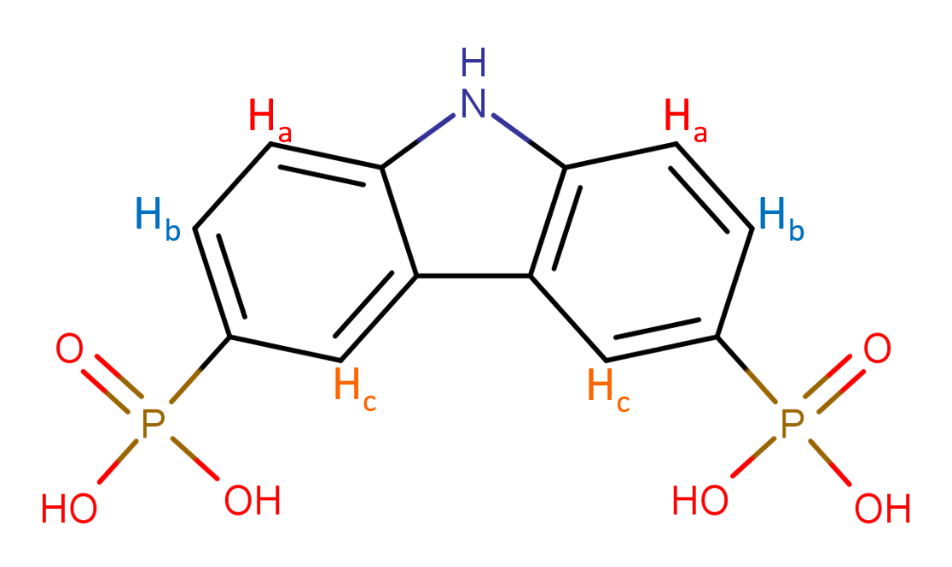 H
N
Ha Ha
Hb Hb
O O
Hc Hc
P P
HO OH HO OH